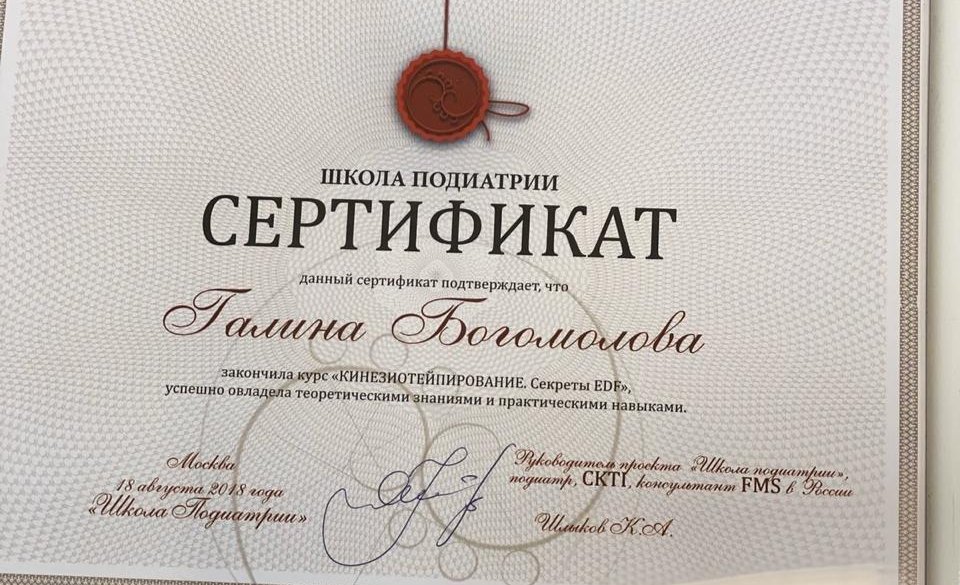 ШКОЛА ПОДИАТРИИ
СЕРТИФИКАТ
данный сертификат подтверждает, что
Галина Богомолова
закончила курс «КИНЕЗИОТЕЙПИРОВАНИЕ. Секреты EDF»,
успешно овладела теоретическими знаниями и практическими навыками.
Москва
18 августа 2018 года
«Школа Подиатрии»
Руководитель проекта «Школа подиатрии»,
подиатр, CKTI, консультант FMS в России
Шлыков К.А.